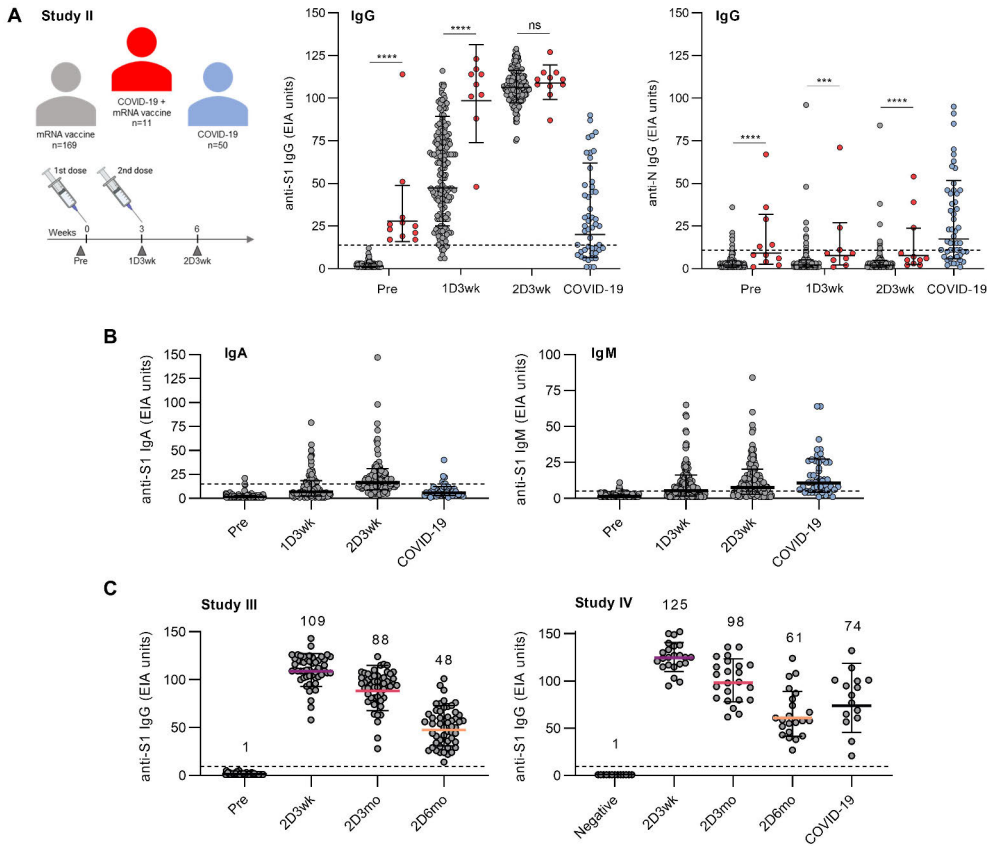 A
Study II
COVID-19 +
mRNA vaccine
n=11
mRNA vaccine
n=169
COVID-19
n=50
1st dose
2nd dose
Weeks
0
3
6
Pre
1D3wk
2D3wk
IgG
anti-S1 IgG (EIA units)
150
125
100
75
50
25
0
****
****
ns
Pre
1D3wk
2D3wk
COVID-19
IgG
anti-N IgG (EIA units)
150
125
100
75
50
25
0
****
***
****
Pre
1D3wk
2D3wk
COVID-19
B
IgA
anti-S1 IgA (EIA units)
150
125
100
75
50
25
0
Pre
1D3wk
2D3wk
COVID-19
IgM
anti-S1 IgM (EIA units)
100
75
50
25
0
Pre
1D3wk
2D3wk
COVID-19
C
Study III
anti-S1 IgG (EIA units)
150
100
50
0
1
109
88
48
Pre
2D3wk
2D3mo
2D6mo
Study IV
anti-S1 IgG (EIA units)
150
100
50
0
1
125
98
61
74
Negative
2D3wk
2D3mo
2D6mo
COVID-19